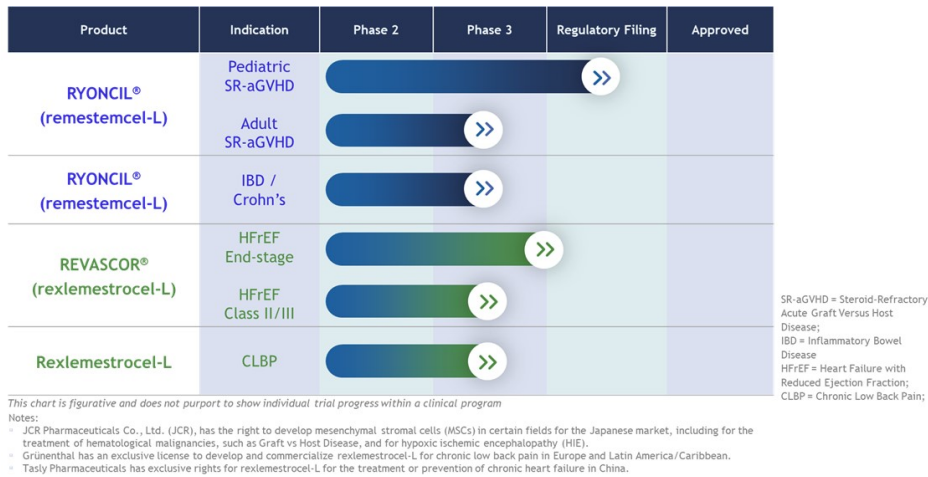 Product
Indication
Phase 2
Phase 3
Regulatory Filing
Approved
RYONCIL®
(remestemcel-L)
Pediatric
SR-aGVHD
Adult
SR-aGVHD
RYONCIL®
(remestemcel-L)
IBD /
Crohn's
REVASCOR®
(rexlemestrocel-L)
HFrEF
End-stage
HFrEF
Class II/III
Rexlemestrocel-L
CLBP
SR-aGVHD = Steroid-Refractory
Acute Graft Versus Host
Disease;
IBD = Inflammatory Bowel
Disease
HFrEF = Heart Failure with
Reduced Ejection Fraction;
CLBP = Chronic Low Back Pain;
This chart is figurative and does not purport to show individual trial progress within a clinical program
Notes:
JCR Pharmaceuticals Co., Ltd. (JCR), has the right to develop mesenchymal stromal cells (MSCs) in certain fields for the Japanese market, including for the
treatment of hematological malignancies, such as Graft vs Host Disease, and for hypoxic ischemic encephalopathy (HIE).
Grünenthal has an exclusive license to develop and commercialize rexlemestrocel-L for chronic low back pain in Europe and Latin America/Caribbean.
Tasly Pharmaceuticals has exclusive rights for rexlemestrocel-L for the treatment or prevention of chronic heart failure in China.